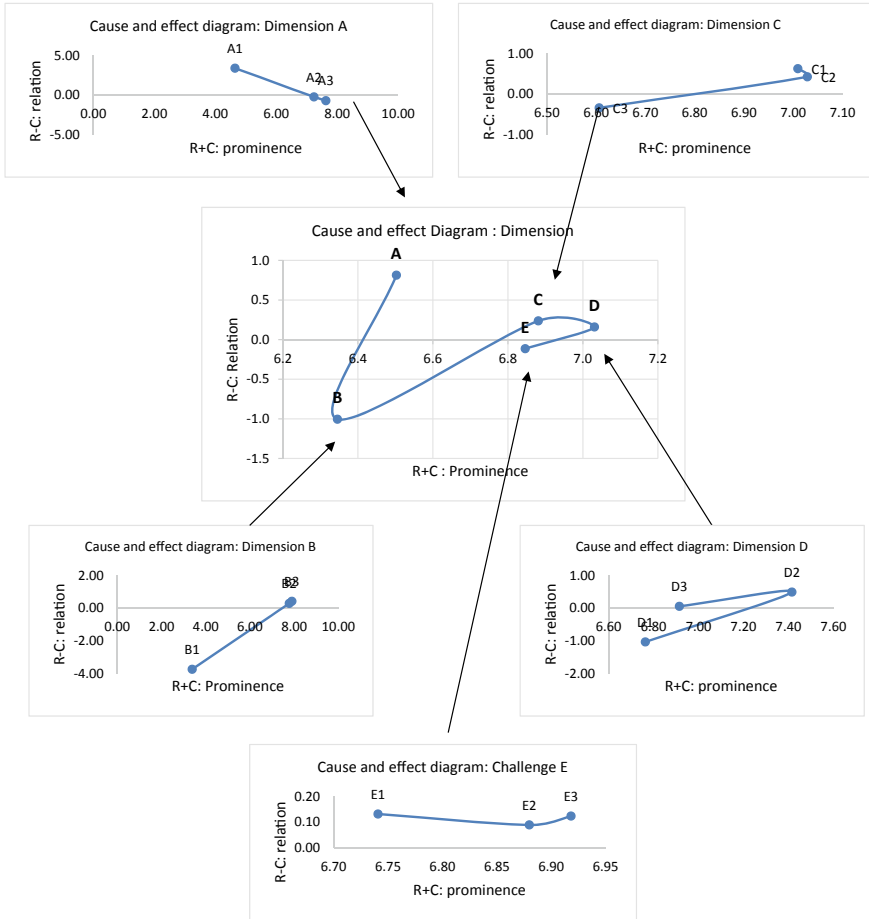 Cause and effect diagram: Dimension A
A1
5.00
A2
A3
0.00
0.00 2.00 4.00 6.00 8.00 10.00
-5.00
R-C: relation
R+C: prominence
Cause and effect diagram: Dimension C
1.00
C1
C2
0.00
C3
6.50 6.60 6.70 6.80 6.90 7.00 7.10
-1.00
R-C: relation
R+C: prominence
Cause and effect Diagram : Dimension
A
1.0
0.5
C
D
E
0.0
6.2 6.4 6.6 6.8 7.0 7.2
-0.5
B
-1.0
-1.5
R-C: Relation
R+C : Prominence
Cause and effect diagram: Dimension B
2.00
B3
B2
0.00
0.00 2.00 4.00 6.00 8.00 10.00
-2.00
B1
-4.00
R-C: relation
R+C: Prominence
Cause and effect diagram: Dimension D
2.00
D2
D3
0.00
D1
6.60 6.80 7.00 7.20 7.40 7.60
-1.00
-2.00
1.00
R-C: relation
R+C: prominence
Cause and effect diagram: Challenge E
0.20
E1
E2
E3
0.10
0.00
6.70 6.75 6.80 6.85 6.90 6.95
R-C: relation
R+C: prominence